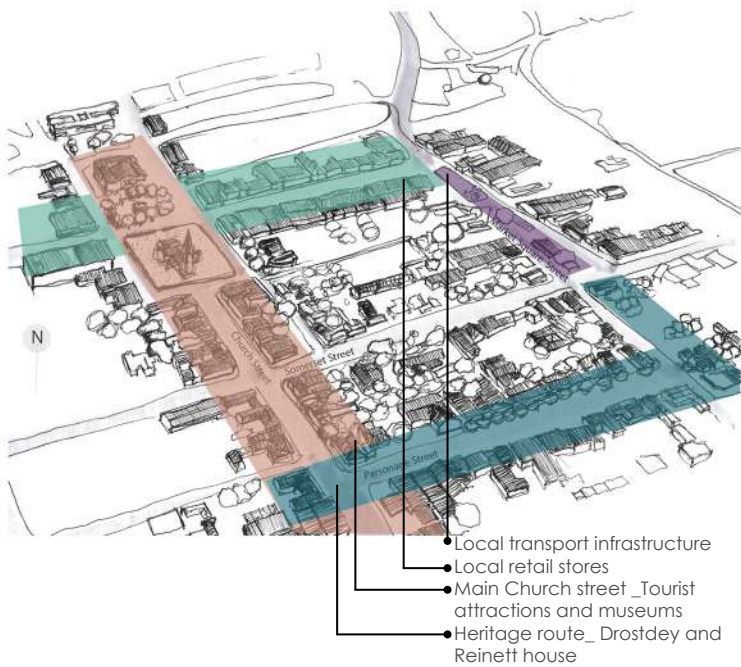 N
Church Street
Somerset Street
Parsonage Street
Local transport infrastructure
Local retail stores
Main Church street _Tourist
attractions and museums
Heritage route_ Drostdey and
Reinett house